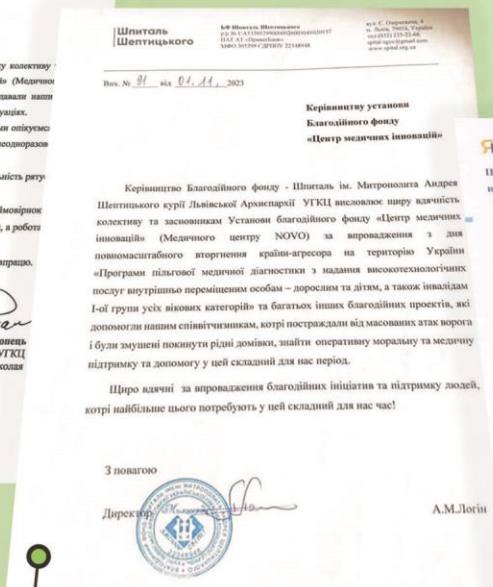 Шпиталь
Шептицького
БФ Шпиталь Шептицького
вул. С. Озаркевича, 4
м. Львів, 79016, Україна
Вих. № 91 від 01.11. 2023
Керівництву установи
Благодійного фонду
«Центр медичних інновацій»
Керівництво Благодійного фонду - Шпиталь ім. Митрополита Андрея
Шептицького курії Львівської Архиєпархії УГКЦ висловлює щиру вдячність
колективу та засновникам Установи благодійного фонду «Центр медичних
інновацій» (Медичного центру NOVO) за впровадження з дня
повномасштабного вторгнення країни-агресора на територію України
«Програми пільгової медичної діагностики з надання високотехнологічних
послуг внутрішньо переміщеним особам – дорослим та дітям, а також інвалідам
І-ої групи усіх вікових категорій» та багатьох інших благодійних проектів, які
допомогли нашим співвітчизникам, котрі постраждали від масованих атак ворога
і були змушені покинути рідні домівки, знайти оперативну моральну та медичну
підтримку та допомогу у цей складний для нас період.
Щиро вдячні за впровадження благодійних ініціатив та підтримку людей,
котрі найбільше цього потребують у цей складний для нас час!
З повагою
Директор
А.М.Логін